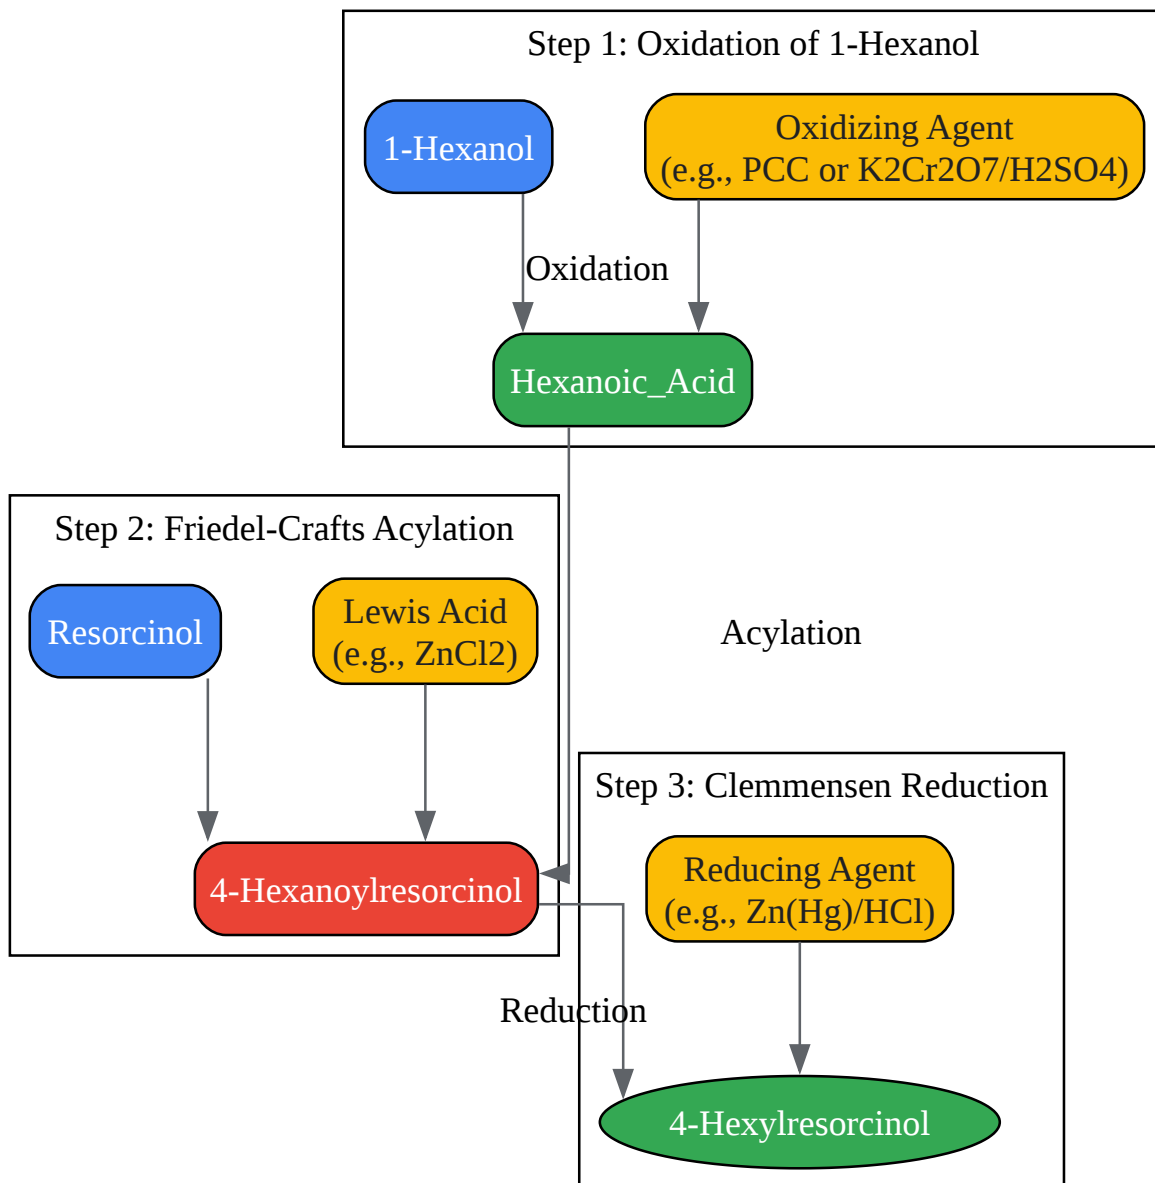 Step 1: Oxidation of 1-Hexanol
1-Hexanol
Oxidizing Agent
(e.g., PCC or K2Cr2O7/H2SO4)
Oxidation
Hexanoic_Acid
Step 2: Friedel-Crafts Acylation
Resorcinol
Lewis Acid
(e.g., ZnCl2)
Acylation
4-Hexanoylresorcinol
Step 3: Clemmensen Reduction
Reducing Agent
(e.g., Zn(Hg)/HCl)
Reduction
4-Hexylresorcinol